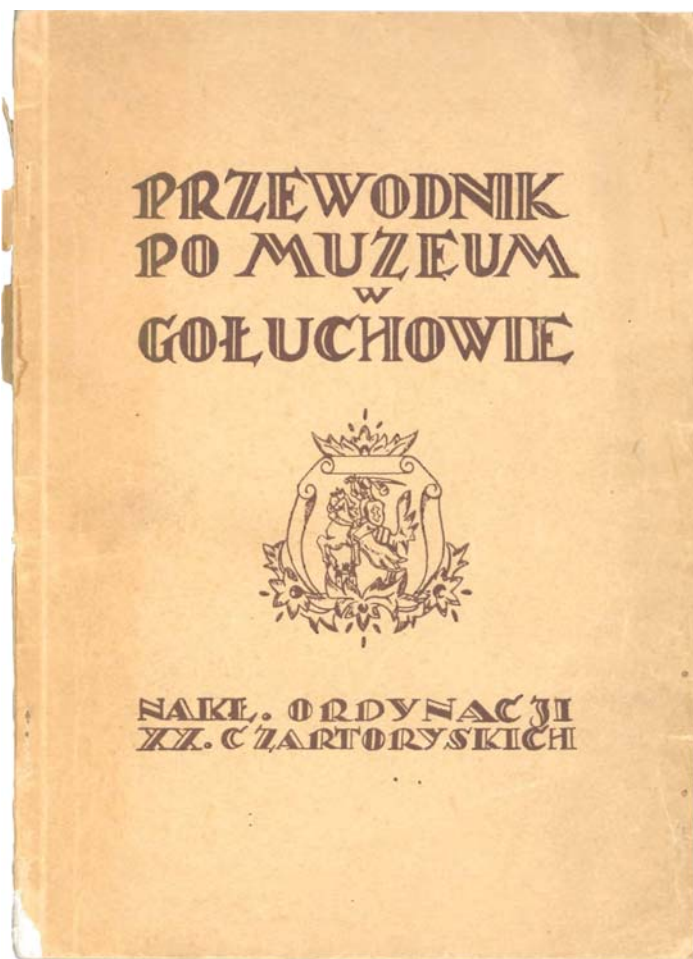 PRZEWODNIK
PO MUZEUM
W
GOŁUCHOWIE
NAKŁ. ORDYNACJI
XX. CZARTORYSKICH